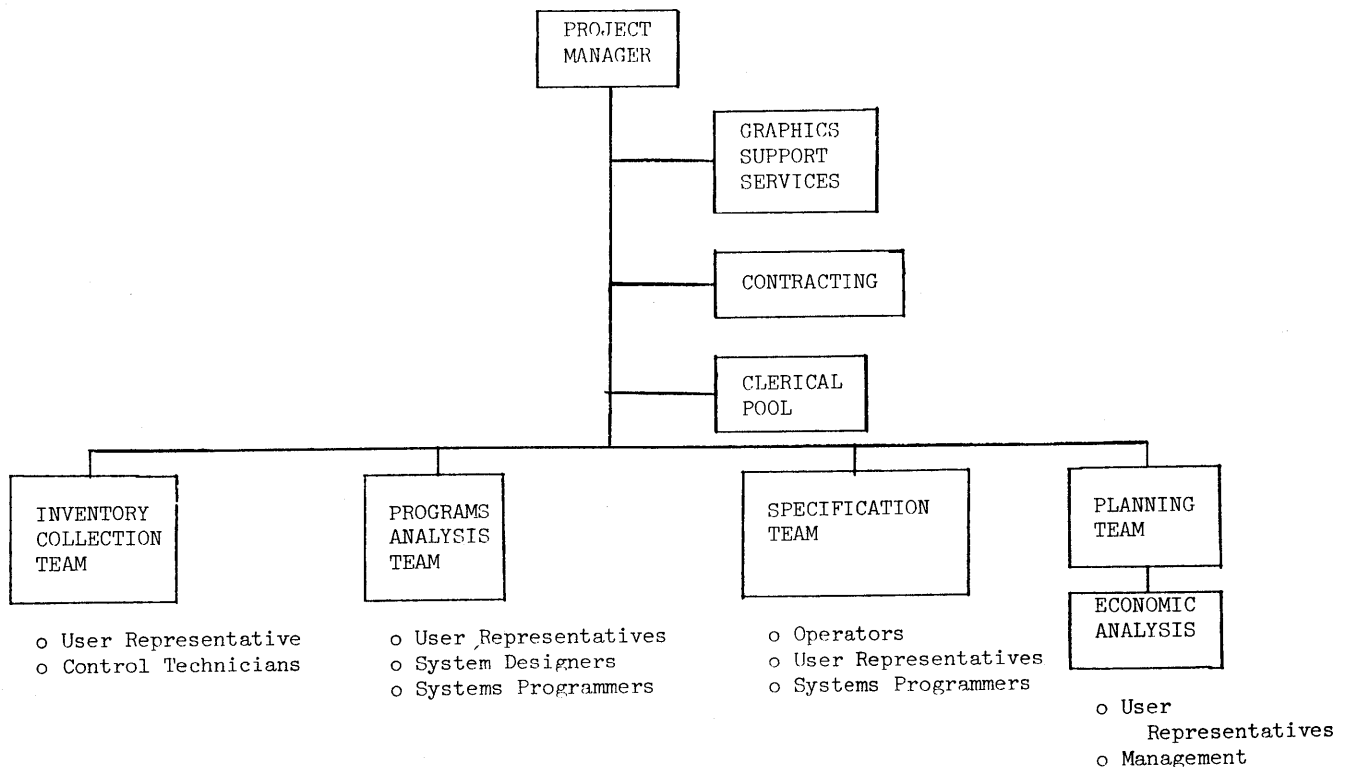 PROJECT
MANAGER
GRAPHICS
SUPPORT
SERVICES
CONTRACTING
CLERICAL
POOL
INVENTORY
COLLECTION
TEAM
o User Representative
o Control Technicians
PROGRAMS
ANALYSIS
TEAM
o User Representatives
o System Designers
o Systems Programmers
SPECIFICATION
TEAM
o Operators
o User Representatives
o Systems Programmers
PLANNING
TEAM
ECONOMIC
ANALYSIS
o User
Representatives
o Management